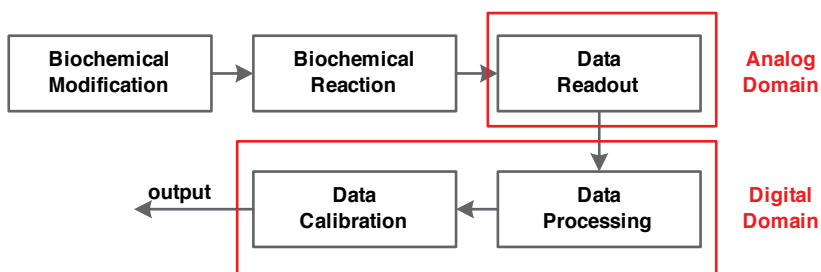 Biochemical
Modification
Biochemical
Reaction
Data
Readout
Analog
Domain
output
Data
Calibration
Data
Processing
Digital
Domain